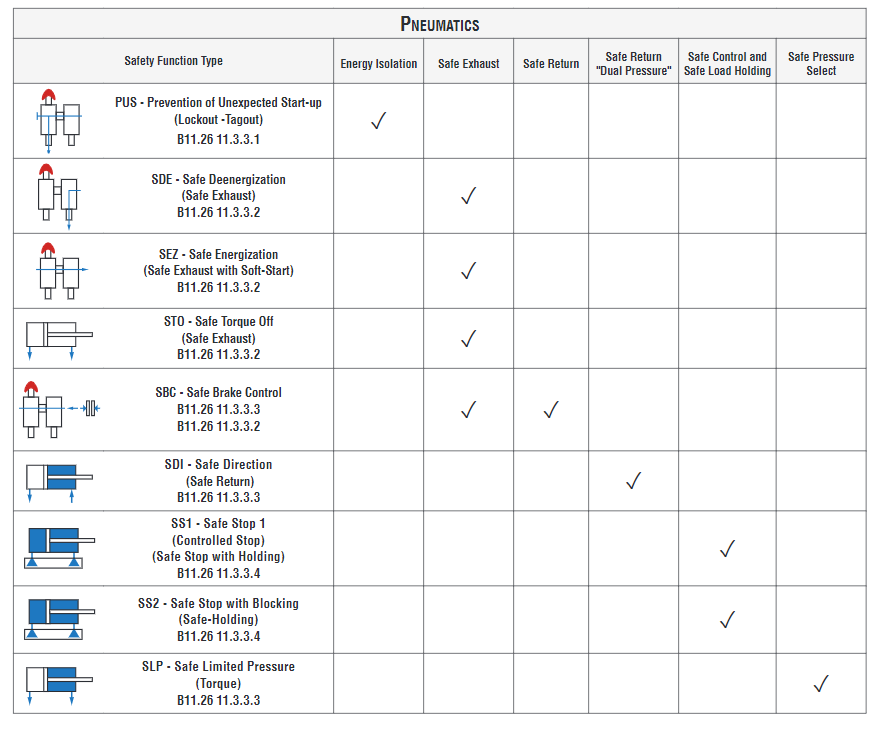 PNEUMATICS
Safety Function Type
Energy Isolation
Safe Exhaust
Safe Return
Safe Return
"Dual Pressure"
Safe Control and
Safe Load Holding
Safe Pressure
Select
PUS - Prevention of Unexpected Start-up
(Lockout -Tagout)
B11.26 11.3.3.1
✓
SDE - Safe Deenergization
(Safe Exhaust)
B11.26 11.3.3.2
✓
SEZ - Safe Energization
(Safe Exhaust with Soft-Start)
B11.26 11.3.3.2
✓
STO - Safe Torque Off
(Safe Exhaust)
B11.26 11.3.3.2
✓
SBC - Safe Brake Control
B11.26 11.3.3.3
B11.26 11.3.3.2
✓ ✓
SDI - Safe Direction
(Safe Return)
B11.26 11.3.3.3
✓
SS1 - Safe Stop 1
(Controlled Stop)
(Safe Stop with Holding)
B11.26 11.3.3.4
✓
SS2 - Safe Stop with Blocking
(Safe-Holding)
B11.26 11.3.3.4
✓
SLP - Safe Limited Pressure
(Torque)
B11.26 11.3.3.3
✓